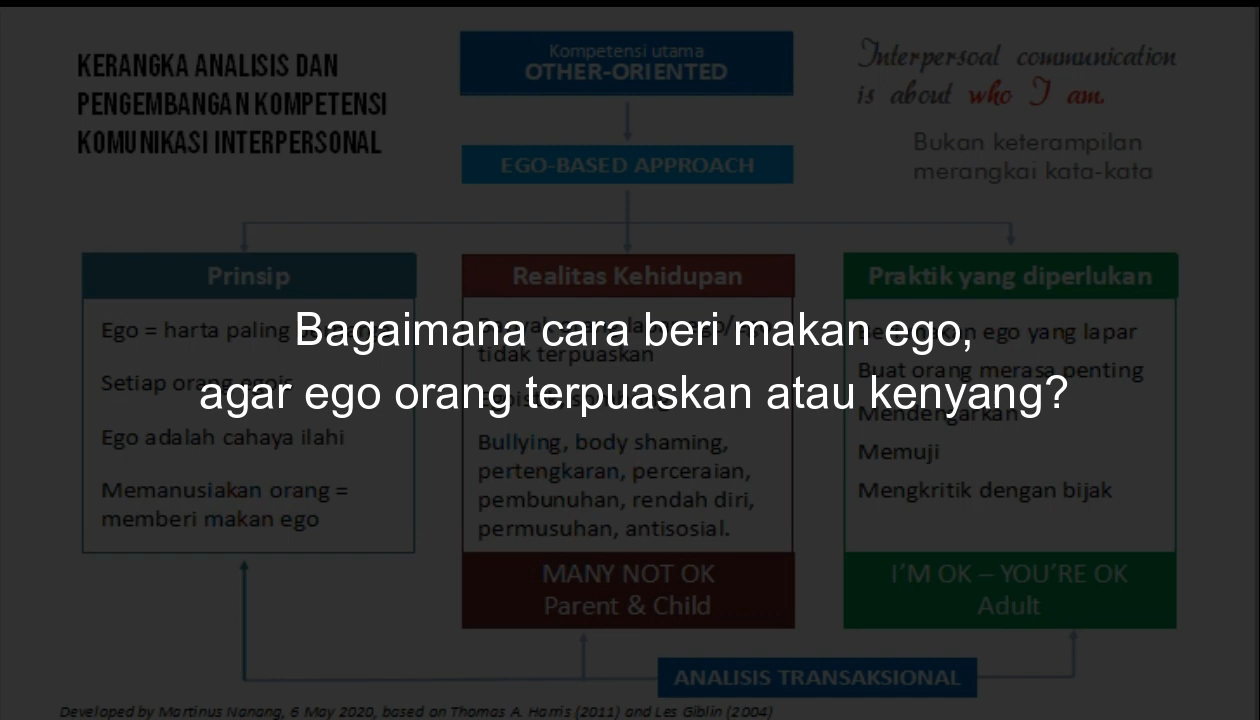 KERANGKA ANALISIS DAN
PENGEMBANGAN KOMPETENSI
KOMUNIKASI INTERPERSONAL
Kompetensi utama
OTHER-ORIENTED
Interpersoal communication
is about who I am.
Bukan keterampilan
merangkai kata-kata
EGO-BASED APPROACH
Prinsip
Ego = harta paling
Setiap orang egois
Ego adalah cahaya ilahi
Memanusiakan orang =
memberi makan ego
Realitas Kehidupan
tidak terpuaskan
Bullying, body shaming,
pertengkaran, perceraian,
pembunuhan, rendah diri,
permusuhan, antisosial.
MANY NOT OK
Parent & Child
Praktik yang diperlukan
Beri makan ego yang lapar
Buat orang merasa penting
Mendengarkan
Memuji
Mengkritik dengan bijak
I'M OK – YOU'RE OK
Adult
Bagaimana cara beri makan ego,
agar ego orang terpuaskan atau kenyang?
ANALISIS TRANSAKSIONAL
Developed by Martinus Nanang, 6 May 2020, based on Thomas A. Harris (2011) and Les Giblin (2004)